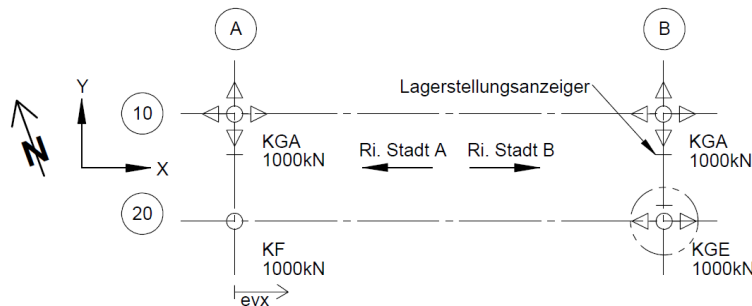 A
B
Lagerstellungsanzeiger
Y
10
N
X
KGA
1000kN
Ri. Stadt A
Ri. Stadt B
KGA
1000kN
20
KF
1000kN
KGE
1000kN
evx